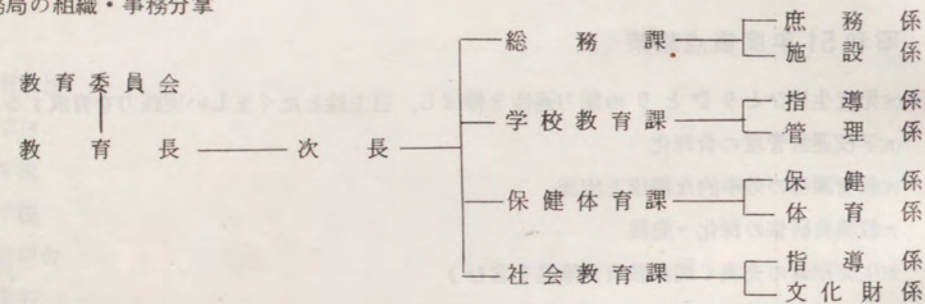 務局の組織・事務分掌
教育委員会
教育長
次長
総務課
庶務係
施設係
学校教育課
指導係
管理係
保健体育課
保健係
体育係
社会教育課
指導係
文化財係